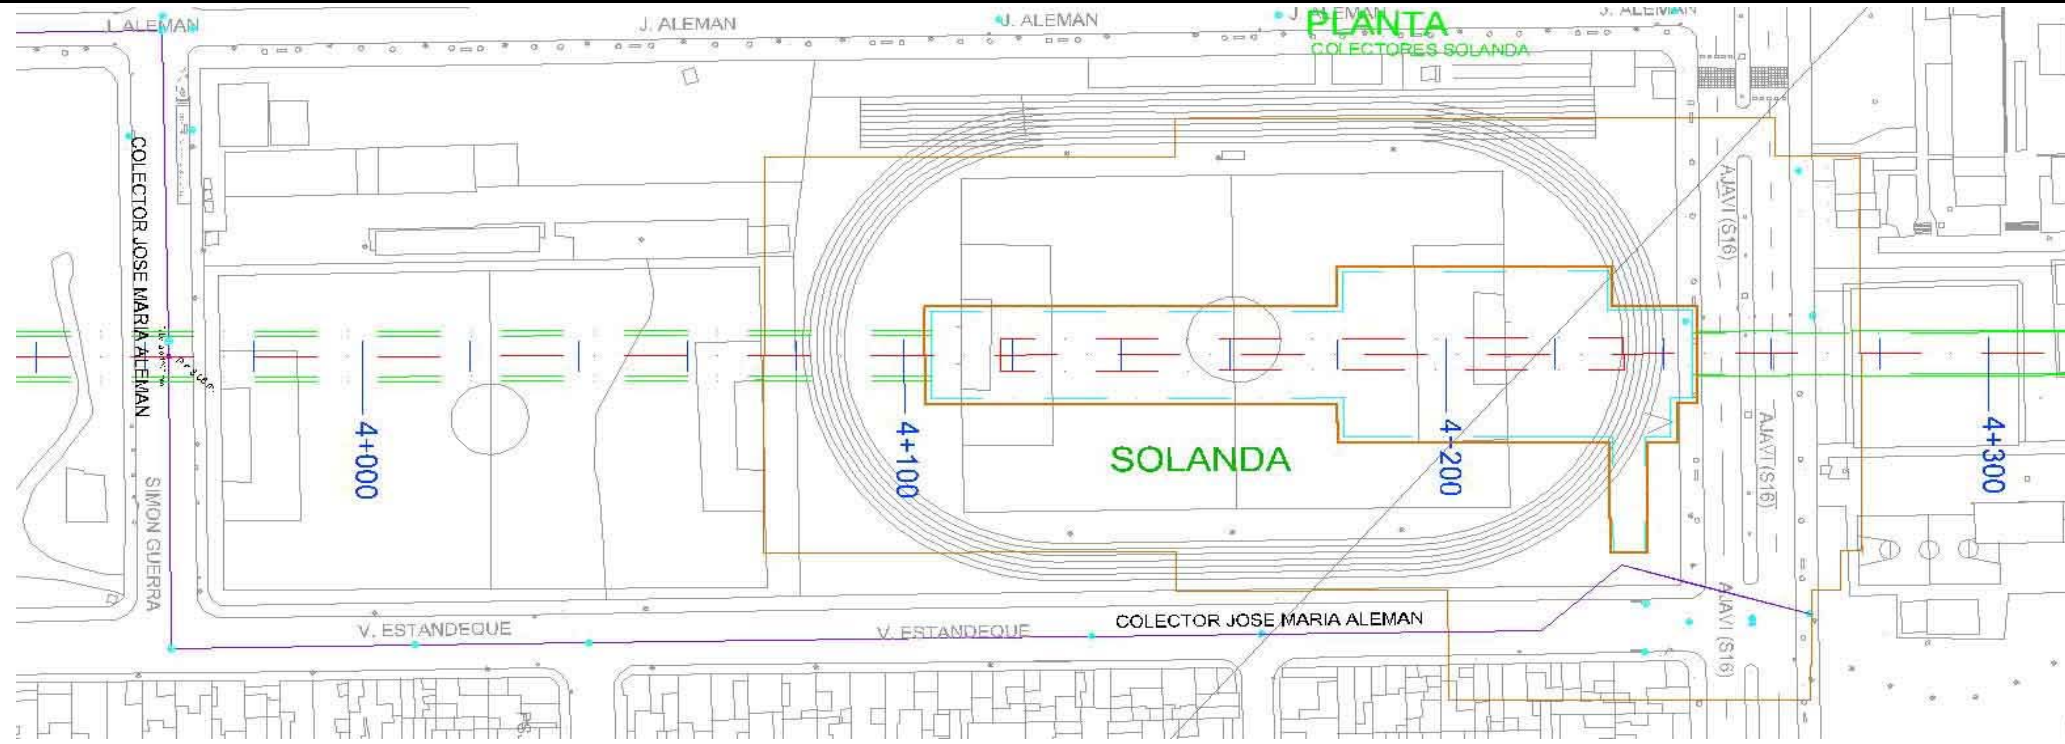 J. ALEMAN
J. ALEMAN
J. ALEMAN
J. ALEMAN
J. ALEMAN
PLANTA
COLECTORES SOLANDA
COLECTOR JOSE MARIA ALEMAN
SIMON GUERRA
AJAVI (S16)
AJAVI (S16)
AJAVI (S16)
4+000
4+100
4+200
4+300
SOLANDA
V. ESTANDEQUE
V. ESTANDEQUE
COLECTOR JOSE MARIA ALEMAN